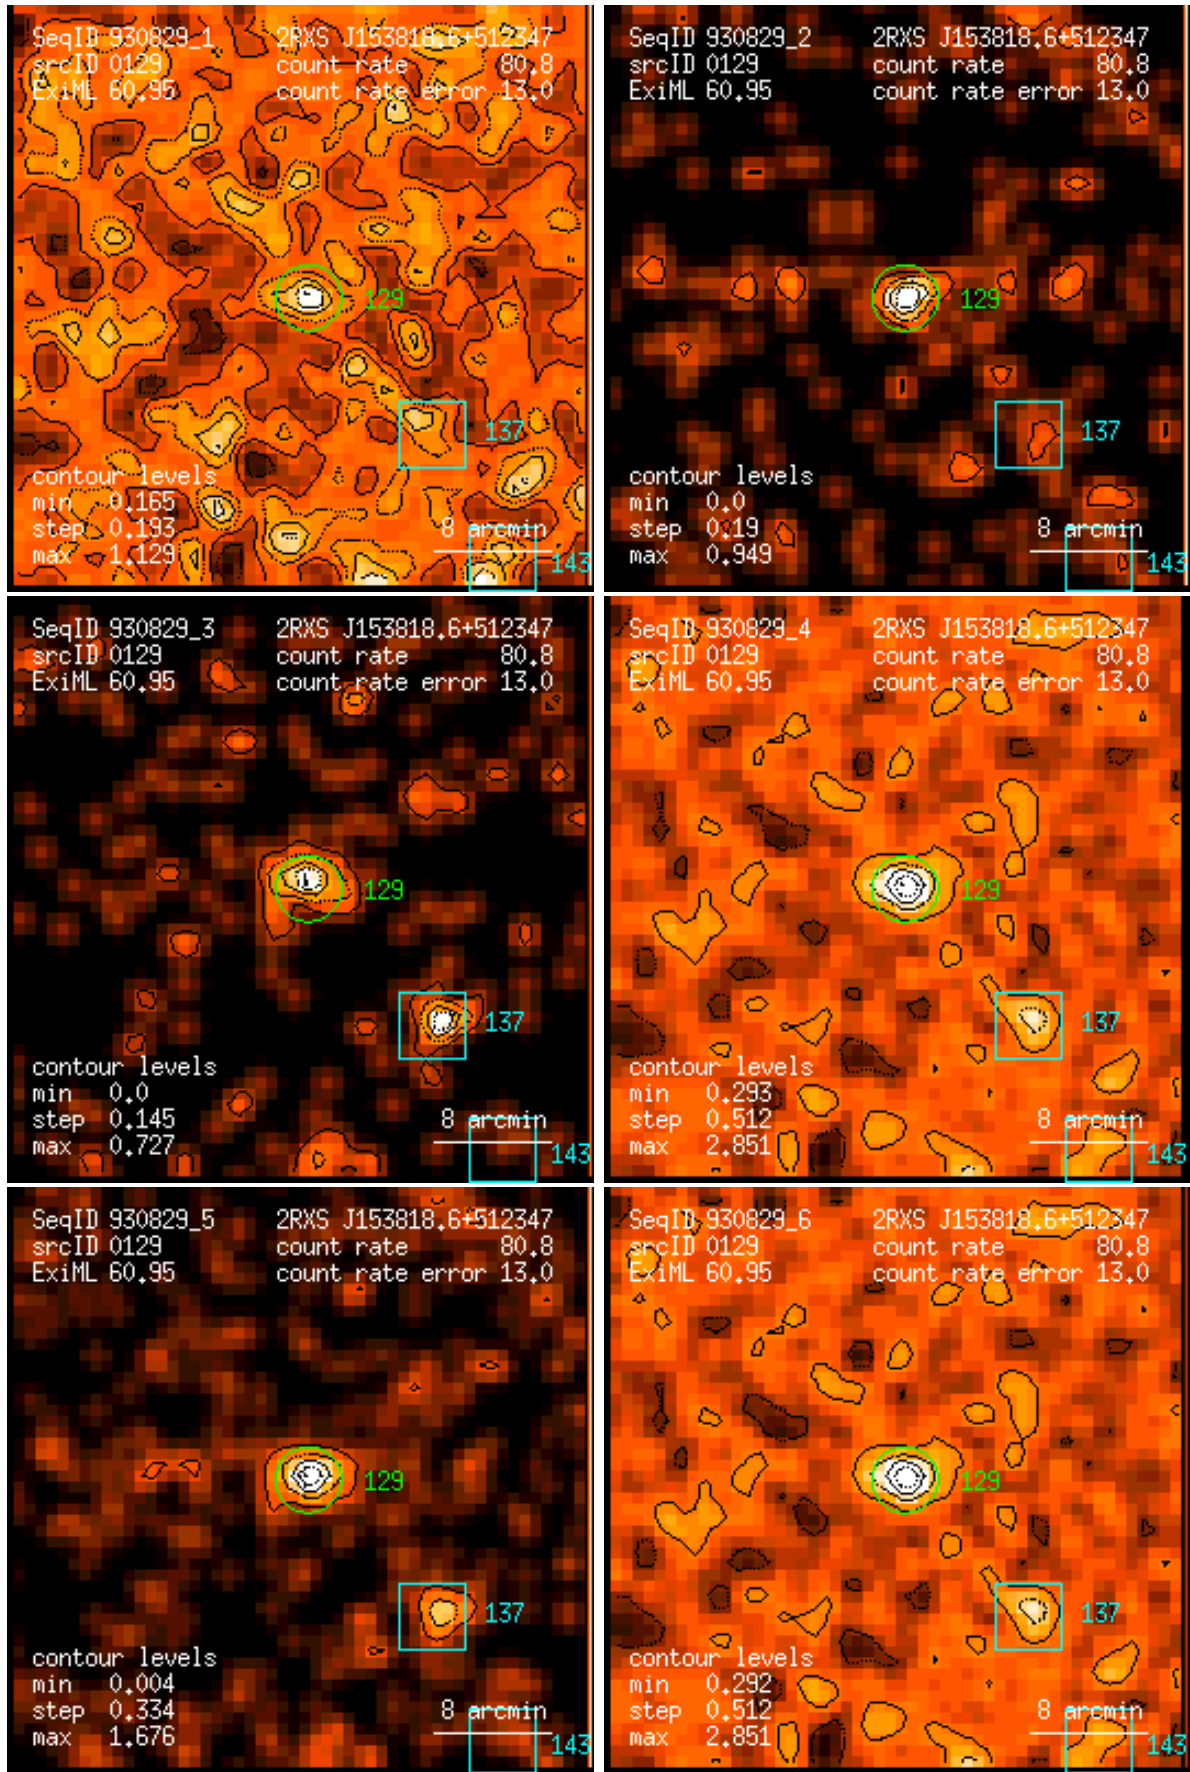 SeqID 930829_1 2RXS J153818.6+512347
srcID 0129 count rate 80.8
ExiML 60.95 count rate error 13.0
129
137
contour levels
min 0.165
step 0.193 8 arcmin
max 1.129 143
SeqID 930829_2 2RXS J153818.6+512347
srcID 0129 count rate 80.8
ExiML 60.95 count rate error 13.0
129
137
contour levels
min 0.0
step 0.19 8 arcmin
max 0.949 143
SeqID 930829_3 2RXS J153818.6+512347
srcID 0129 count rate 80.8
ExiML 60.95 count rate error 13.0
129
137
contour levels
min 0.0
step 0.145 8 arcmin
max 0.727 143
SeqID 930829_4 2RXS J153818.6+512347
srcID 0129 count rate 80.8
ExiML 60.95 count rate error 13.0
129
137
contour levels
min 0.293
step 0.512 8 arcmin
max 2.851 143
SeqID 930829_5 2RXS J153818.6+512347
srcID 0129 count rate 80.8
ExiML 60.95 count rate error 13.0
129
137
contour levels
min 0.004
step 0.334 8 arcmin
max 1.676 143
SeqID 930829_6 2RXS J153818.6+512347
srcID 0129 count rate 80.8
ExiML 60.95 count rate error 13.0
129
137
contour levels
min 0.292
step 0.512 8 arcmin
max 2.851 143